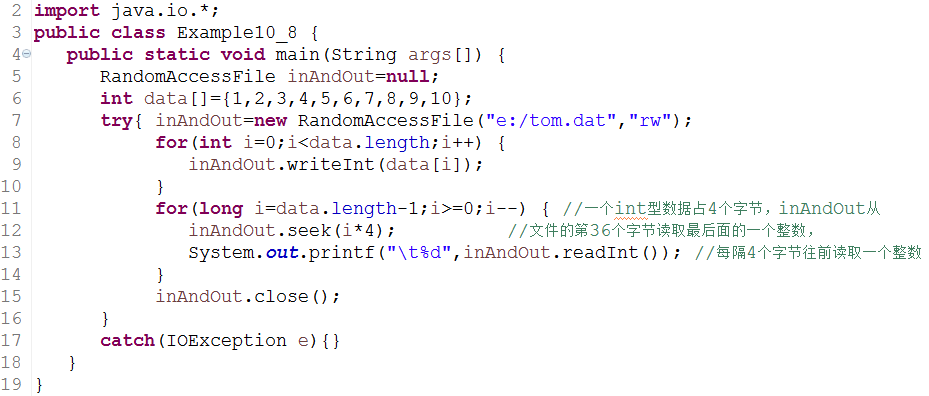 2 import java.io.*;
3 public class Example10_8 {
4 public static void main(String args[]) {
5 RandomAccessFile inAndOut=null;
6 int data[]={1,2,3,4,5,6,7,8,9,10};
7 try{ inAndOut=new RandomAccessFile("e:/tom.dat","rw");
8 for(int i=0;i<data.length;i++) {
9 inAndOut.writeInt(data[i]);
10 }
11 for(long i=data.length-1;i>=0;i--) { //一个int型数据占4个字节，inAndOut从
12 inAndOut.seek(i*4); //文件的第36个字节读取最后面的一个整数，
13 System.out.printf("\t%d",inAndOut.readInt()); //每隔4个字节往前读取一个整数
14 }
15 inAndOut.close();
16 }
17 catch(IOException e){}
18 }
19 }